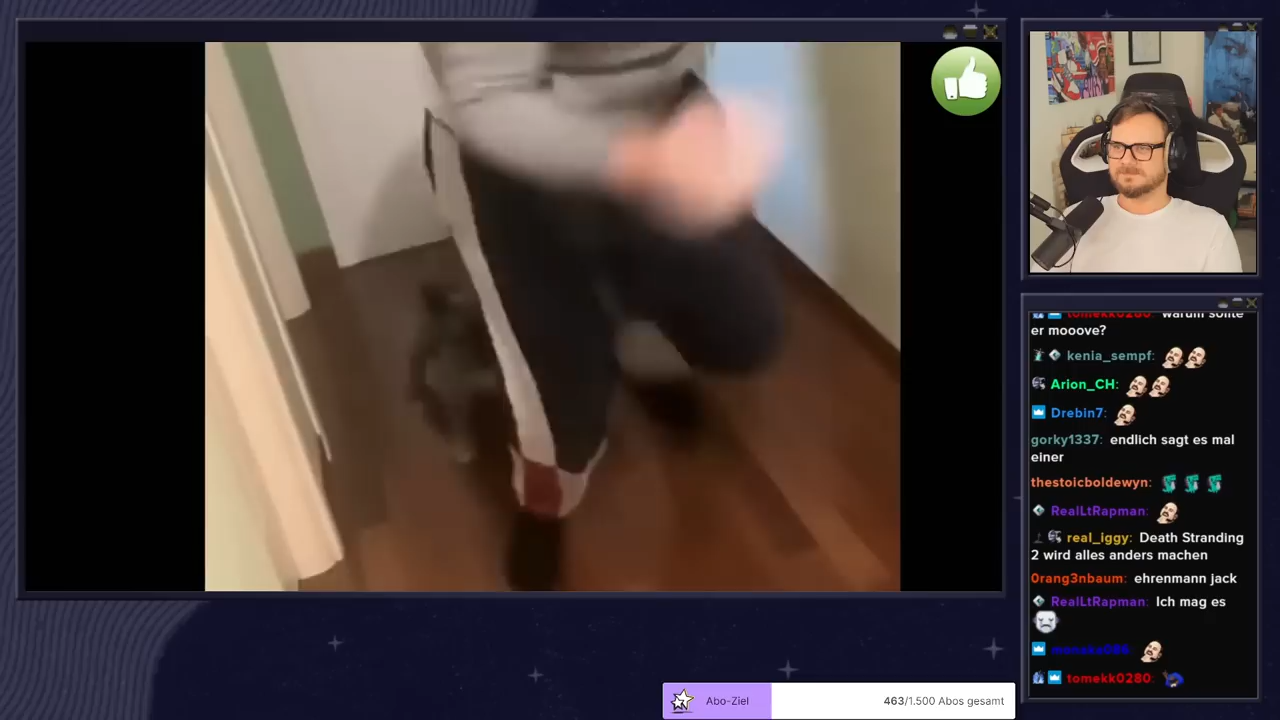 warum sollte
er mooove?
kenia_sempf:
Arion_CH:
Drebin7:
gorky1337: endlich sagt es mal
einer
thestoicboldewyn:
RealLtRapman:
real_iggy: Death Stranding
2 wird alles anders machen
0rang3nbaum: ehrenmann jack
RealLtRapman: Ich mag es
tomekk0280:
Abo-Ziel 463/1.500 Abos gesamt